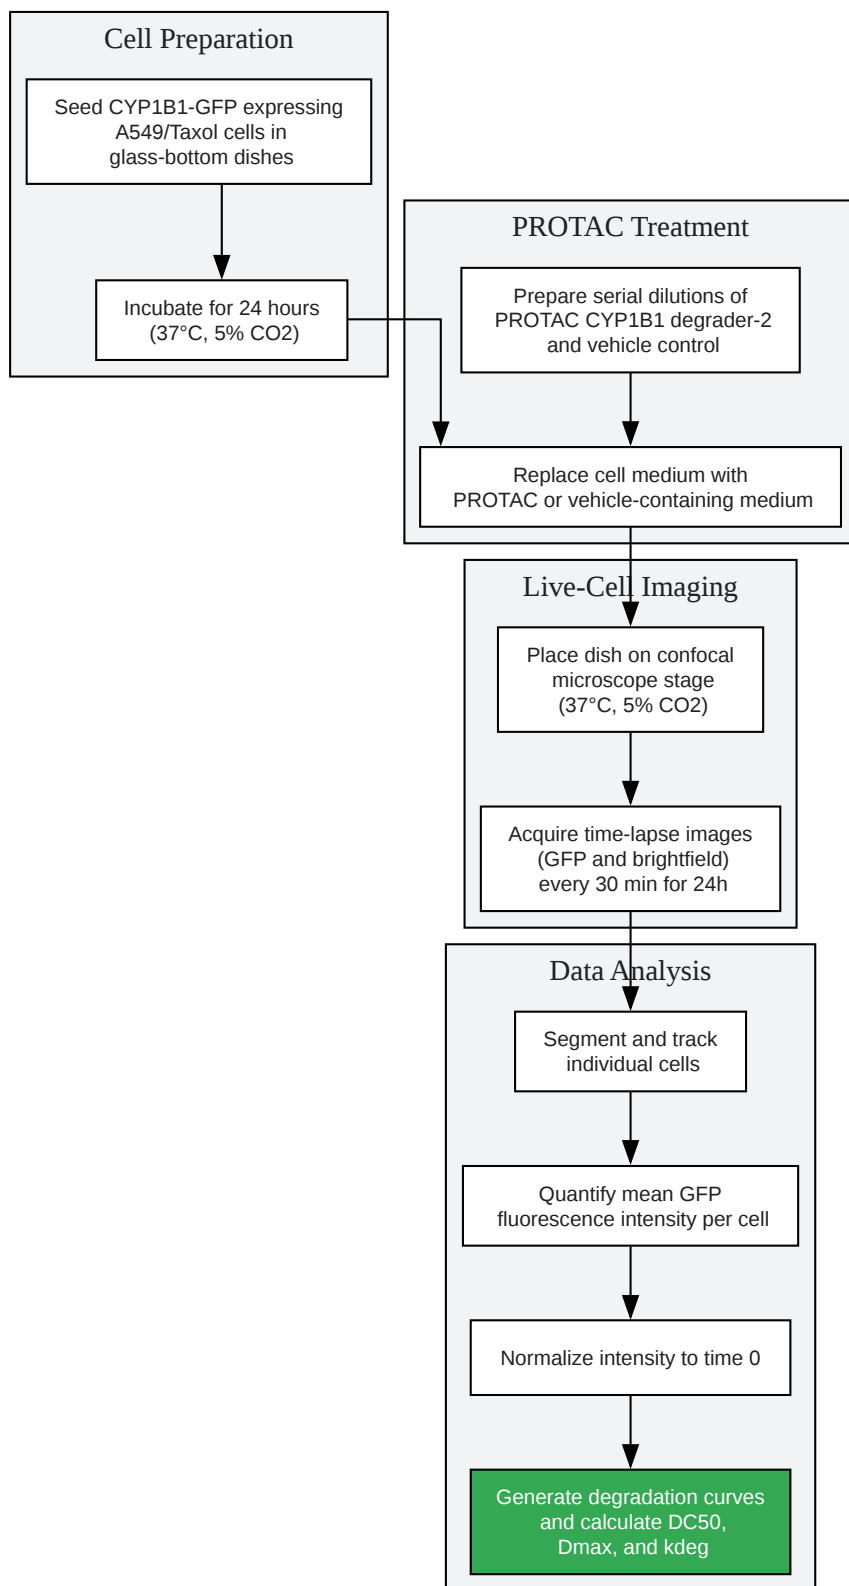 Cell Preparation
Seed CYP1B1-GFP expressing
A549/Taxol cells in
glass-bottom dishes
Incubate for 24 hours
(37°C, 5% CO2)
PROTAC Treatment
Prepare serial dilutions of
PROTAC CYP1B1 degrader-2
and vehicle control
Replace cell medium with
PROTAC or vehicle-containing medium
Live-Cell Imaging
Place dish on confocal
microscope stage
(37°C, 5% CO2)
Acquire time-lapse images
(GFP and brightfield)
every 30 min for 24h
Data Analysis
Segment and track
individual cells
Quantify mean GFP
fluorescence intensity per cell
Normalize intensity to time 0
Generate degradation curves
and calculate DC50,
Dmax, and kdeg